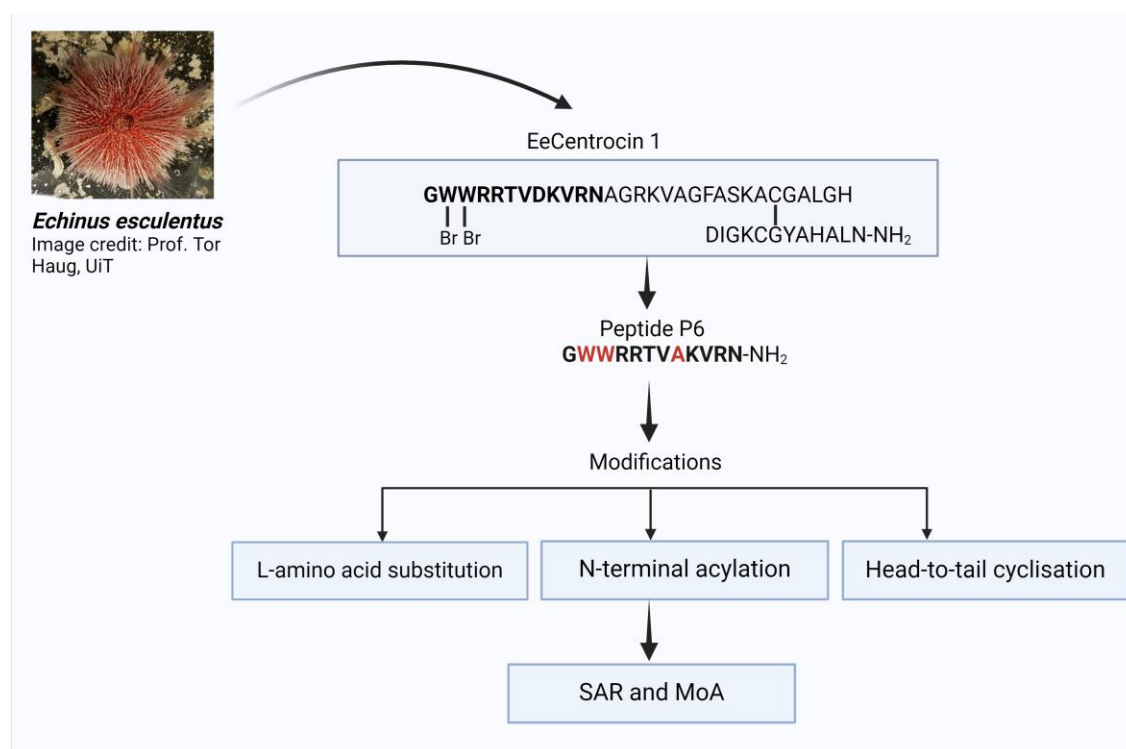 Echinus esculentus
Image credit: Prof. Tor
Haug, UiT
EeCentrocin 1
GWWRRTVDKVRNAGRKVAGFASKACGALGH
Br Br
DIGKCGYAHALN-NH₂
Peptide P6
GWWRRTVAKVRN-NH₂
Modifications
L-amino acid substitution
N-terminal acylation
Head-to-tail cyclisation
SAR and MoA